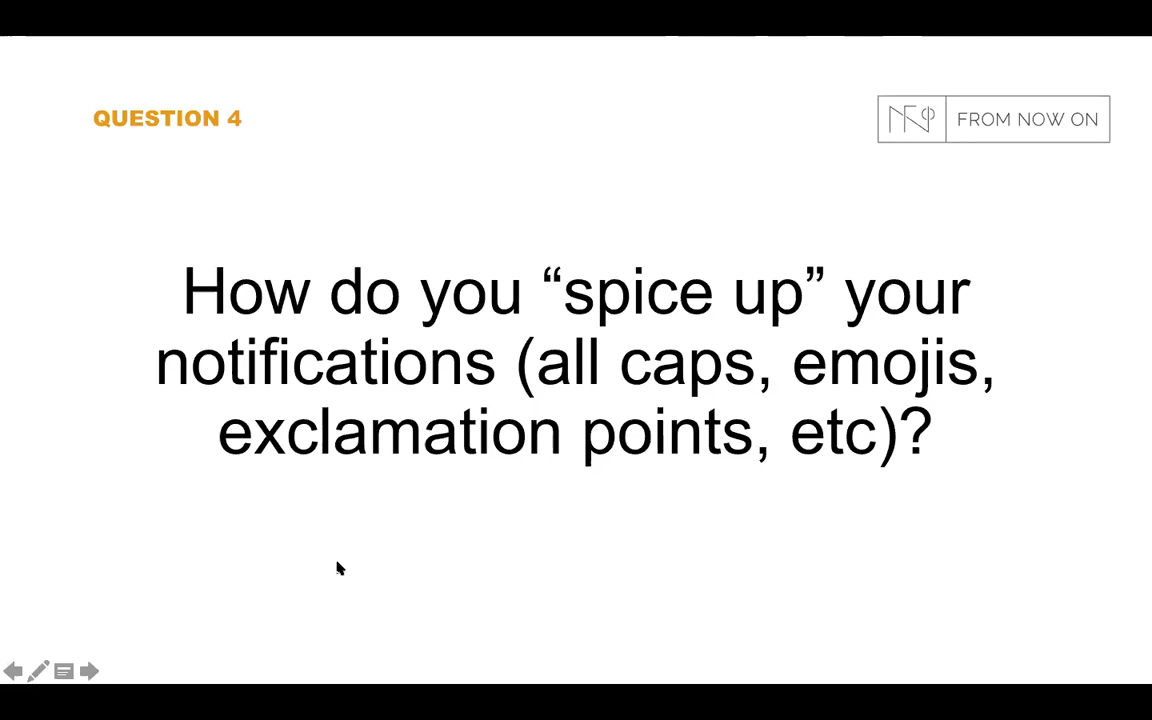 QUESTION 4
FROM NOW ON
How do you “spice up” your
notifications (all caps, emojis,
exclamation points, etc)?